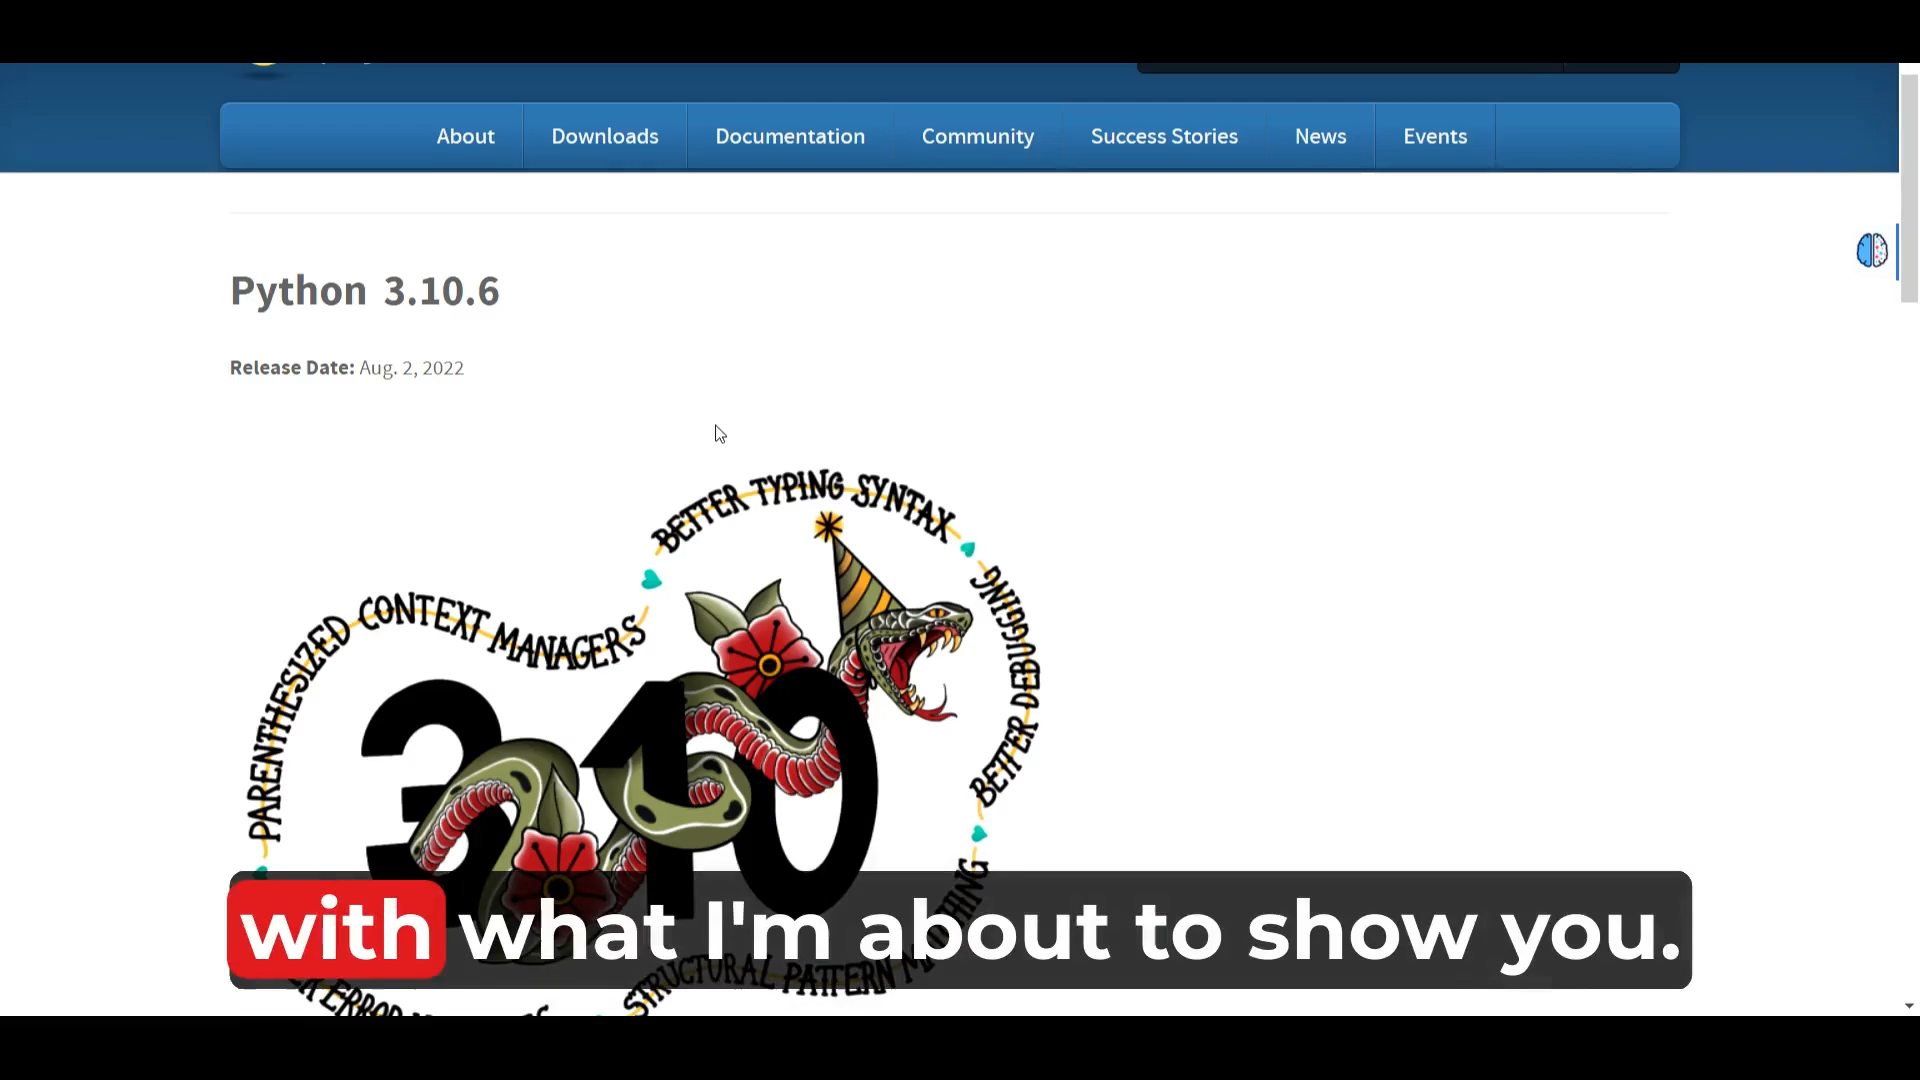 About Downloads Documentation Community Success Stories News Events
Python 3.10.6
Release Date: Aug. 2, 2022
BETTER TYPING SYNTAX
PARENTHESIZED CONTEXT MANAGERS
BETTER DEBUGGING
3.10
with what I'm about to show you.
STRUCTURAL PATTERN
ERROR